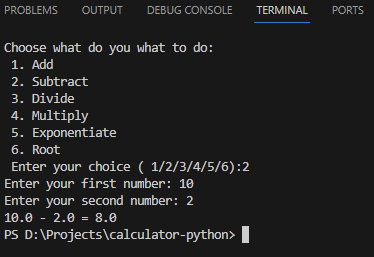 PROBLEMS OUTPUT DEBUG CONSOLE TERMINAL PORTS
Choose what do you what to do:
1. Add
2. Subtract
3. Divide
4. Multiply
5. Exponentiate
6. Root
Enter your choice ( 1/2/3/4/5/6):2
Enter your first number: 10
Enter your second number: 2
10.0 - 2.0 = 8.0
PS D:\Projects\calculator-python>